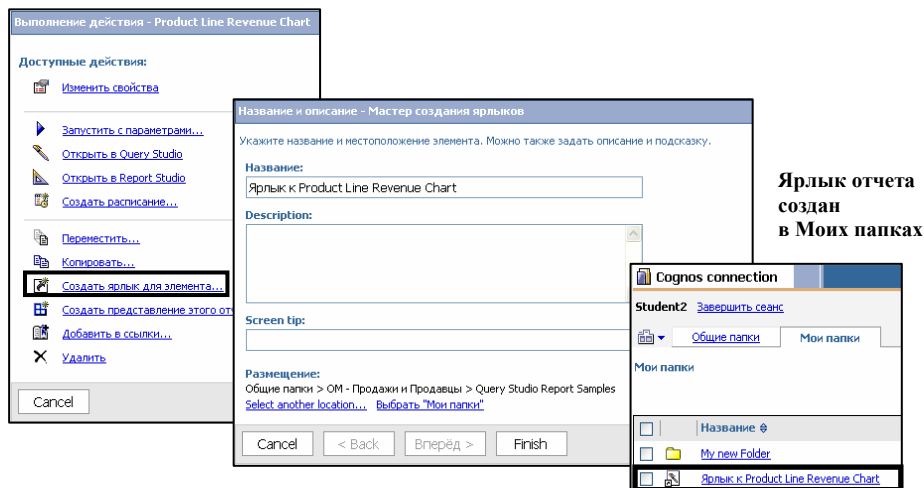 Выполнение действия - Product Line Revenue Chart
Доступные действия:
Изменить свойства
Запустить с параметрами...
Открыть в Query Studio
Открыть в Report Studio
Создать расписание...
Переместить...
Копировать...
Создать ярлык для элемента...
Создать представление этого от
Добавить в ссылки...
Удалить
Cancel
Название и описание - Мастер создания ярлыков
Укажите название и местоположение элемента. Можно также задать описание и подсказку.
Название:
Ярлык к Product Line Revenue Chart
Description:
Screen tip:
Размещение:
Общие папки > ОМ - Продажи и Продавцы > Query Studio Report Samples
Select another location... Выбрать "Мои папки"
Cancel < Back Вперёд > Finish
Ярлык отчета
создан
в Моих папках
Cognos connection
Student2 Завершить сеанс
Общие папки Мои папки
Мои папки
Название
My new Folder
Ярлык к Product Line Revenue Chart